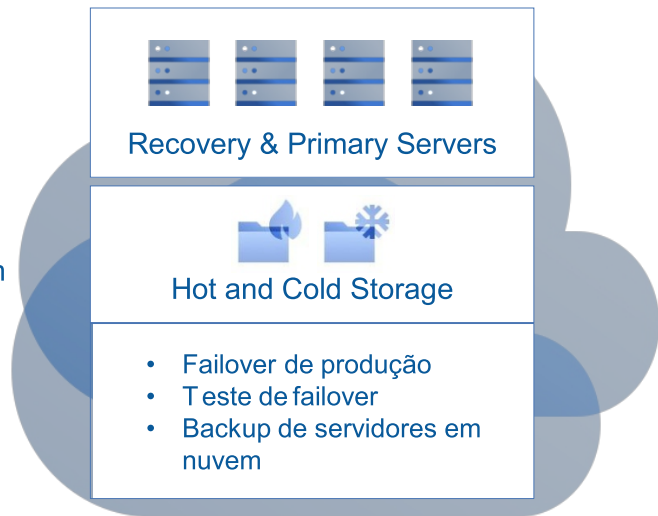 Recovery & Primary Servers
n
Hot and Cold Storage
• Failover de produção
• Teste de failover
• Backup de servidores em
nuvem